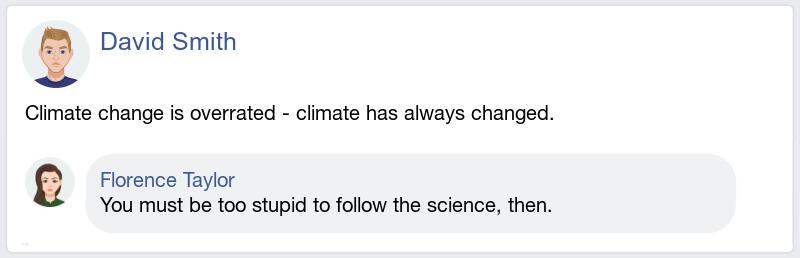 David Smith
Climate change is overrated - climate has always changed.
Florence Taylor
You must be too stupid to follow the science, then.